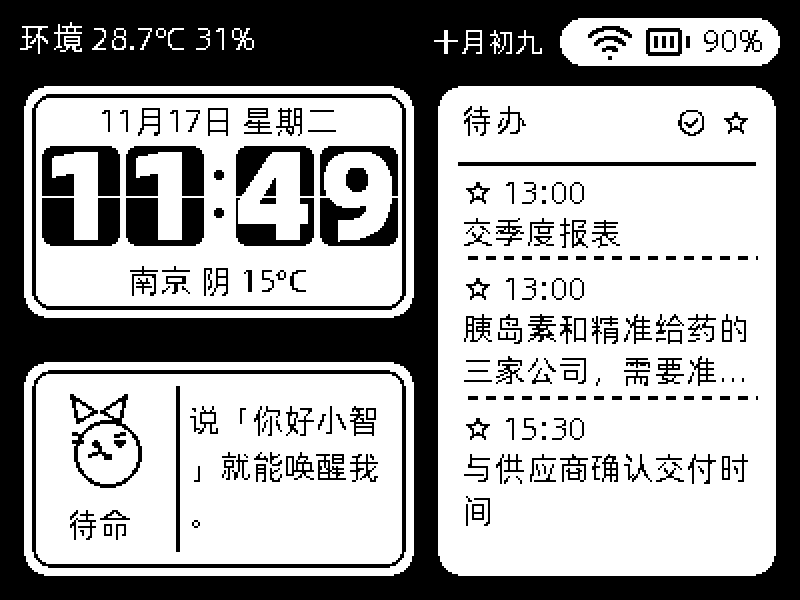 环境 28.7℃ 31%
十月初九
90%
11月17日 星期二
11:49
南京 阴 15℃
说「你好小智
」就能唤醒我
。
待命
待办
☆ 13:00
交季度报表
☆ 13:00
胰岛素和精准给药的
三家公司，需要准...
☆ 15:30
与供应商确认交付时
间